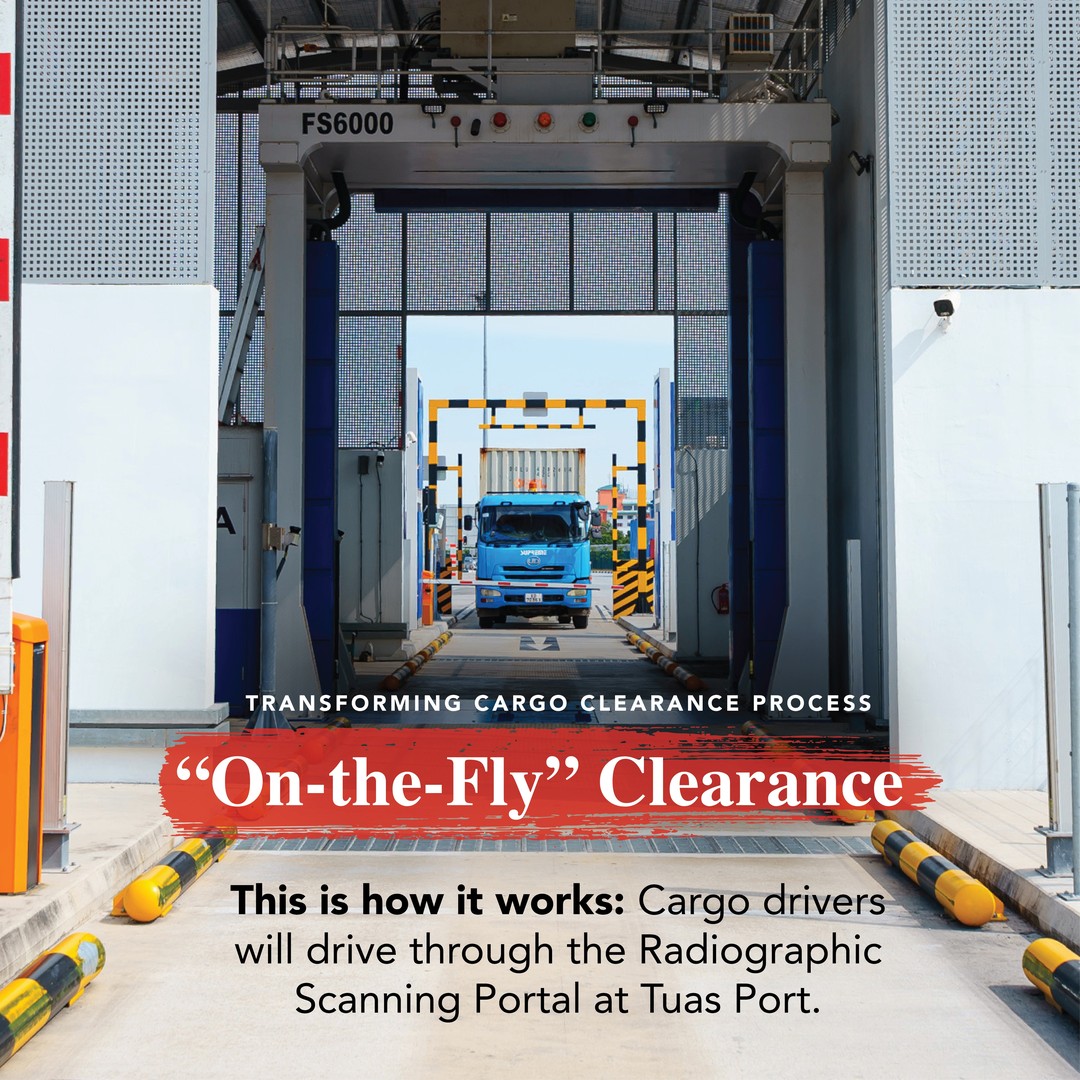 FS6000
A
TRANSFORMING CARGO CLEARANCE PROCESS
“On-the-Fly” Clearance
This is how it works: Cargo drivers
will drive through the Radiographic
Scanning Portal at Tuas Port.